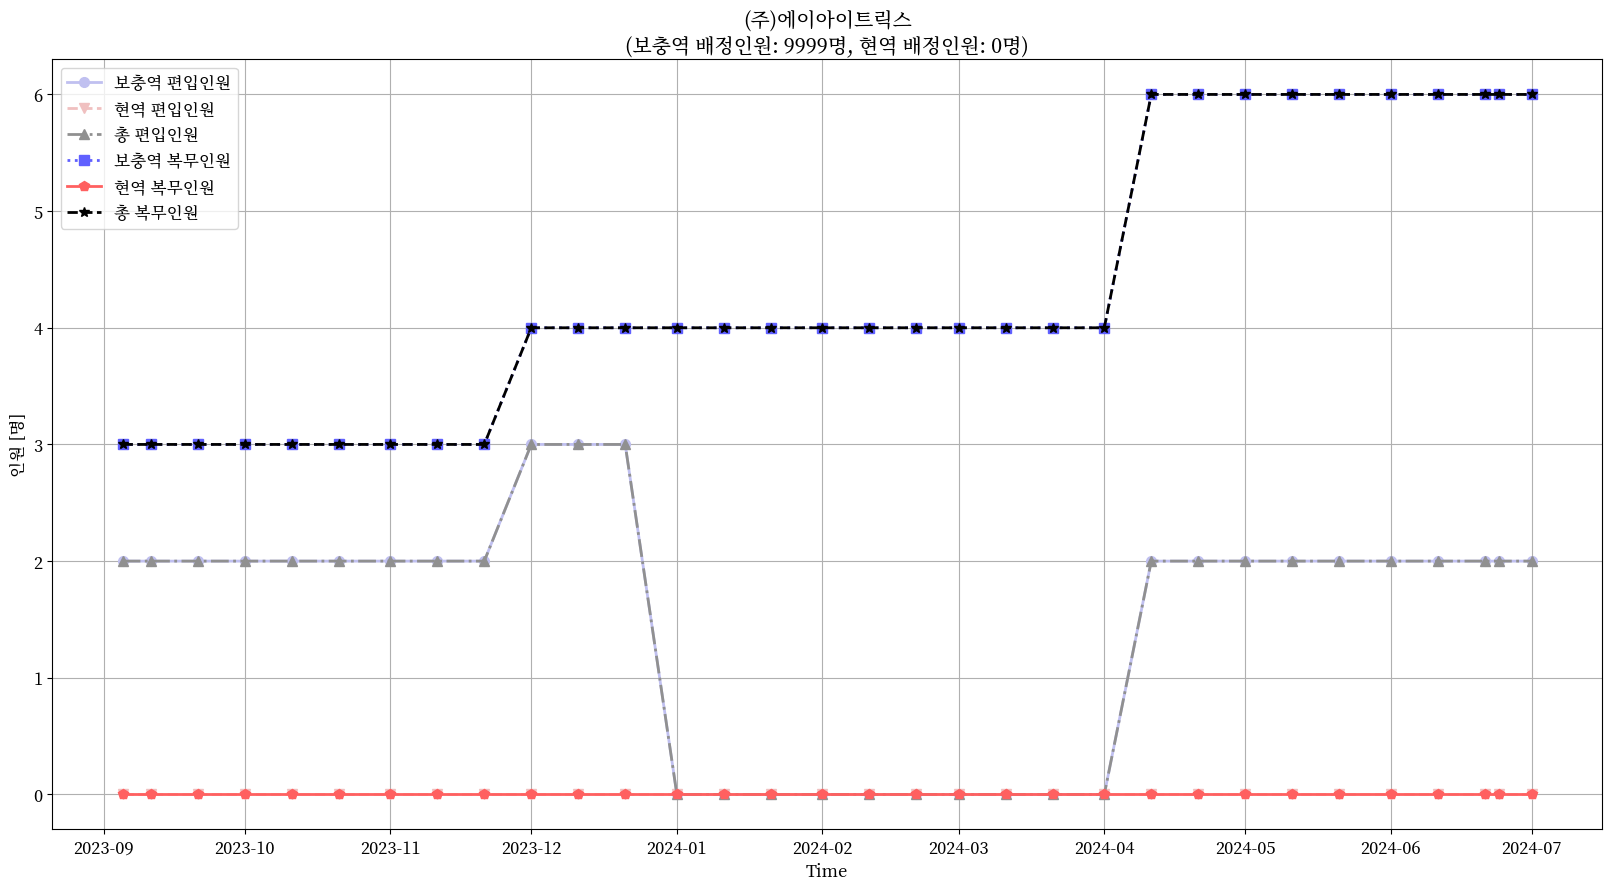 (주)에이아이트릭스
(보충역 배정인원: 9999명, 현역 배정인원: 0명)
보충역 편입인원
현역 편입인원
총 편입인원
보충역 복무인원
현역 복무인원
총 복무인원
인원 [명]
6
5
4
3
2
1
0
2023-09
2023-10
2023-11
2023-12
2024-01
2024-02
2024-03
2024-04
2024-05
2024-06
2024-07
Time